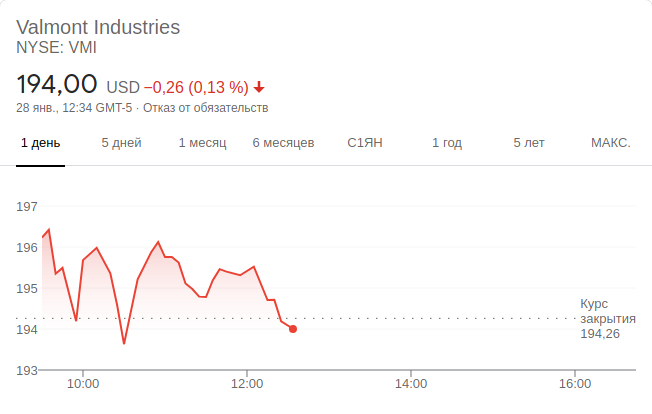 Valmont Industries
NYSE: VMI
194,00 USD −0,26 (0,13 %)
28 янв., 12:34 GMT-5 · Отказ от обязательств
1 день 5 дней 1 месяц 6 месяцев С1ЯН 1 год 5 лет МАКС.
197
196
195
194
193
Курс
закрытия
194,26
10:00 12:00 14:00 16:00